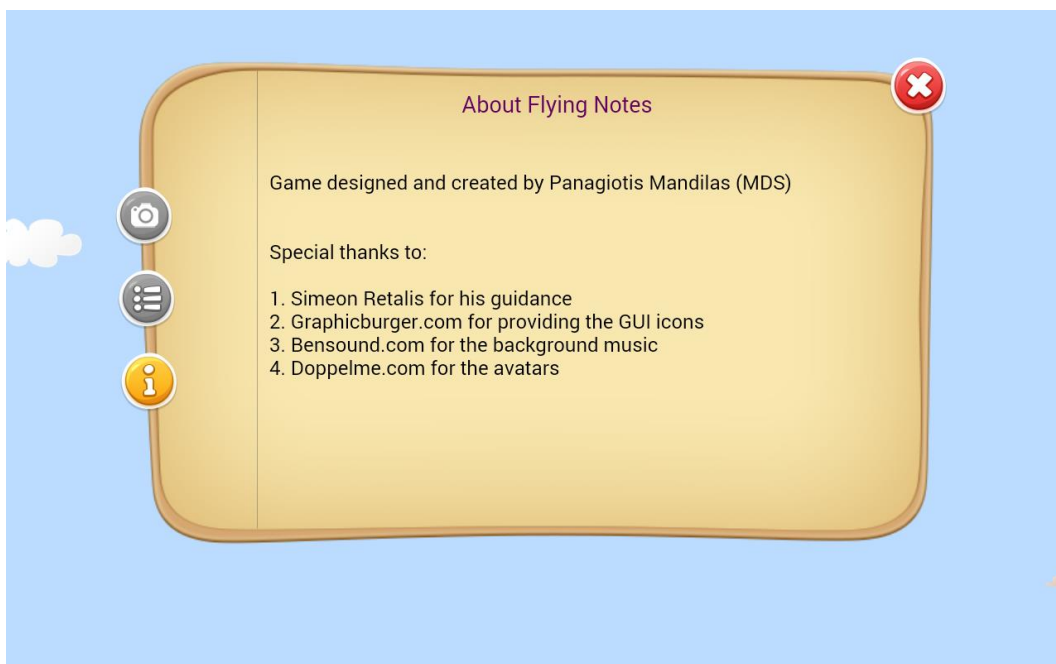 About Flying Notes
Game designed and created by Panagiotis Mandilas (MDS)
Special thanks to:
1. Simeon Retalis for his guidance
2. Graphicburger.com for providing the GUI icons
3. Bensound.com for the background music
4. Doppelme.com for the avatars